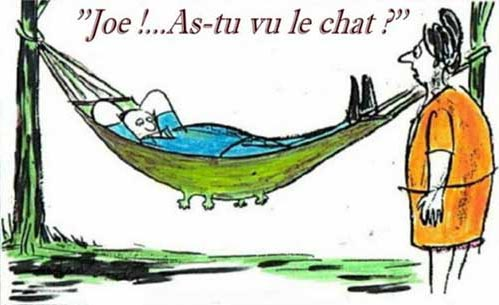 "Joe !...As-tu vu le chat ?"